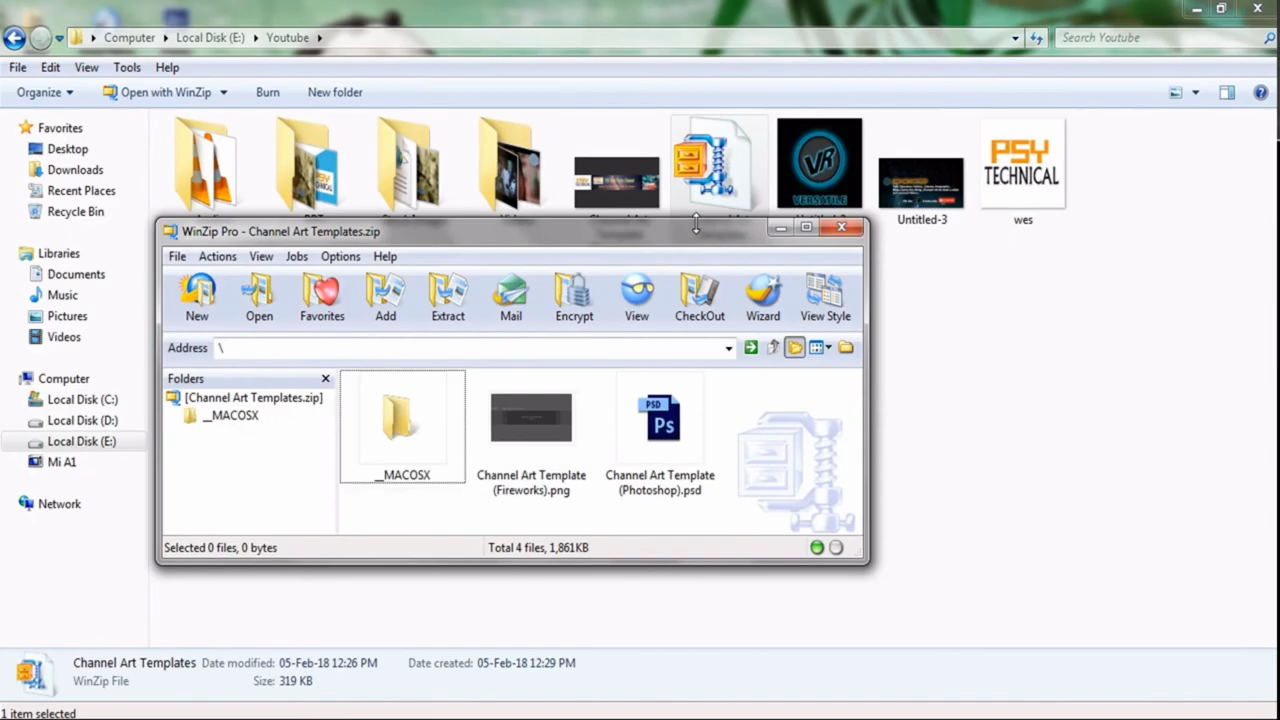 Computer Local Disk (E:) Youtube
Search Youtube
File Edit View Tools Help
Organize Open with WinZip Burn New folder
Favorites
Desktop
Downloads
Recent Places
Recycle Bin
Libraries
Documents
Music
Pictures
Videos
Computer
Local Disk (C:)
Local Disk (D:)
Local Disk (E:)
Mi A1
Network
VR
VERSATILE
PSY
TECHNICAL
Untitled-3
wes
WinZip Pro - Channel Art Templates.zip
File Actions View Jobs Options Help
New Open Favorites Add Extract Mail Encrypt View CheckOut Wizard View Style
Address \
Folders
[Channel Art Templates.zip]
__MACOSX
__MACOSX
Channel Art Template
(Fireworks).png
PSD
Ps
Channel Art Template
(Photoshop).psd
Selected 0 files, 0 bytes
Total 4 files, 1,861KB
Channel Art Templates Date modified: 05-Feb-18 12:26 PM Date created: 05-Feb-18 12:29 PM
WinZip File Size: 319 KB
1 item selected